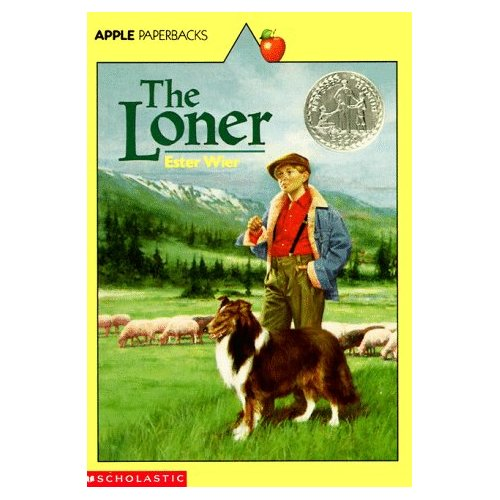 APPLE PAPERBACKS
The
Loner
Ester Wier
SCHOLASTIC